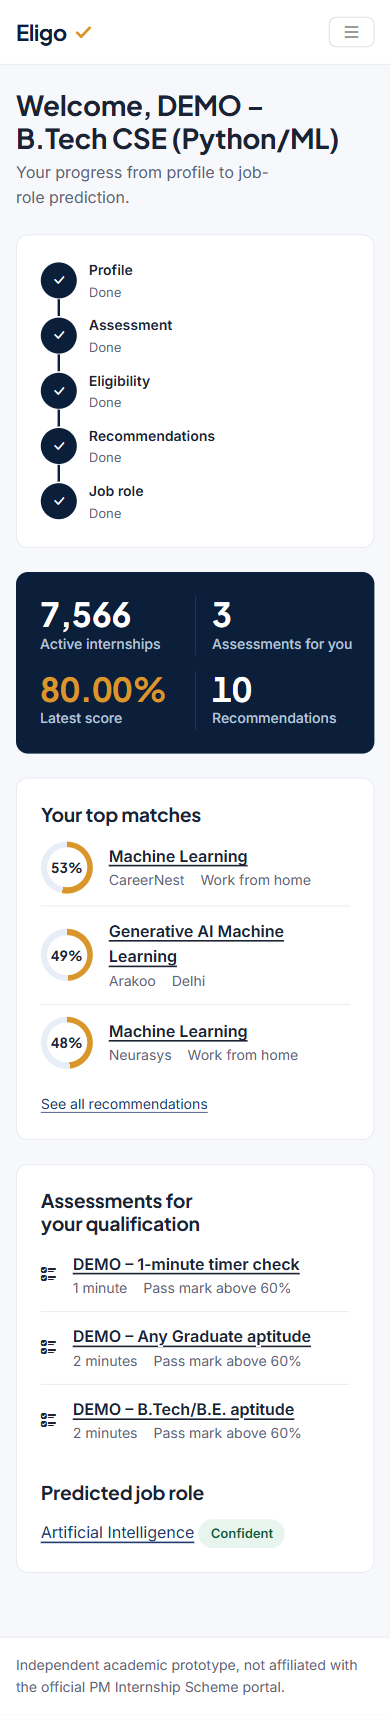 Eligo
Welcome, DEMO –
B.Tech CSE (Python/ML)
Your progress from profile to job-
role prediction.
Profile
Done
Assessment
Done
Eligibility
Done
Recommendations
Done
Job role
Done
7,566
Active internships
3
Assessments for you
80.00%
Latest score
10
Recommendations
Your top matches
53%
Machine Learning
CareerNest Work from home
49%
Generative AI Machine
Learning
Arakoo Delhi
48%
Machine Learning
Neurasys Work from home
See all recommendations
Assessments for
your qualification
DEMO – 1-minute timer check
1 minute Pass mark above 60%
DEMO – Any Graduate aptitude
2 minutes Pass mark above 60%
DEMO – B.Tech/B.E. aptitude
2 minutes Pass mark above 60%
Predicted job role
Artificial Intelligence Confident
Independent academic prototype, not affiliated with
the official PM Internship Scheme portal.